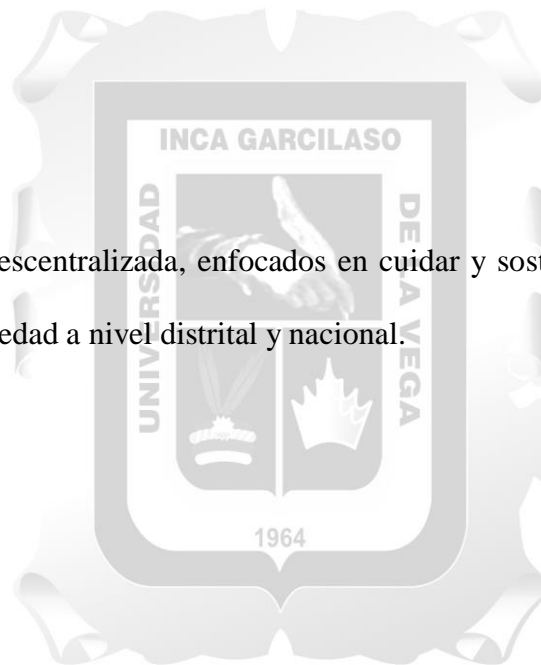 INCA GARCILASO
UNIVERSIDAD
DE LA VEGA
escentralizada, enfocados en cuidar y sost
edad a nivel distrital y nacional.
1964